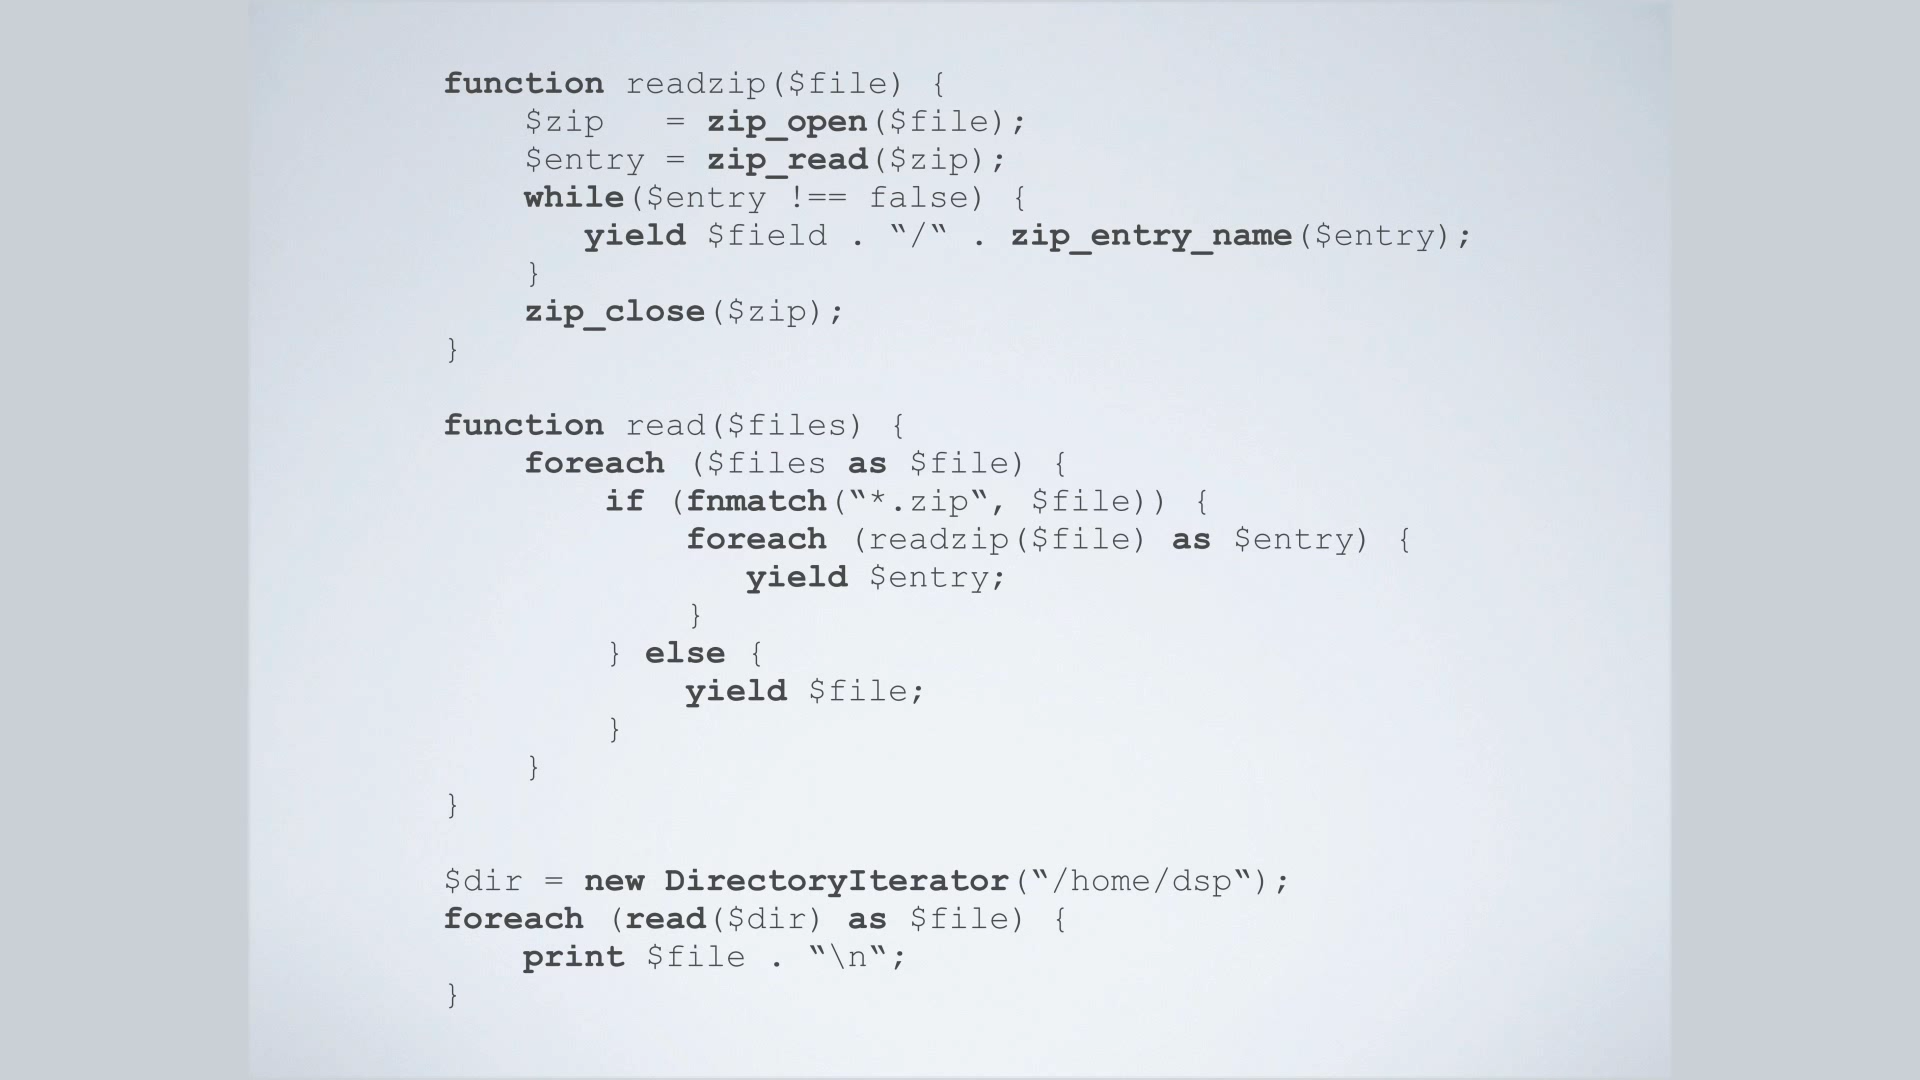 function readzip($file) {
    $zip   = zip_open($file);
    $entry = zip_read($zip);
    while($entry !== false) {
       yield $field . “/“ . zip_entry_name($entry);
    }
    zip_close($zip);
}
function read($files) {
    foreach ($files as $file) {
        if (fnmatch(“*.zip“, $file)) {
            foreach (readzip($file) as $entry) {
               yield $entry;
            }
        } else {
            yield $file;
        }
    }
}
$dir = new DirectoryIterator(“/home/dsp“);
foreach (read($dir) as $file) {
    print $file . “\n“;
}